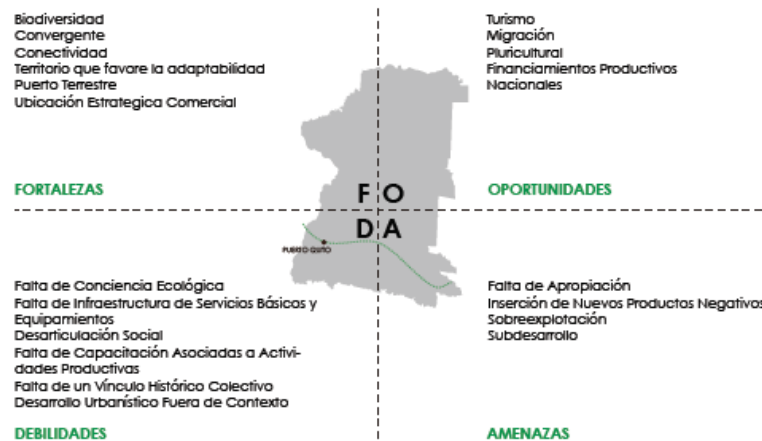 Biodiversidad
Convergente
Conectividad
Territorio que favore la adaptabilidad
Puerto Terrestre
Ubicación Estrategica Comercial
FORTALEZAS
Turismo
Migración
Pluricultural
Financiamientos Productivos
Nacionales
OPORTUNIDADES
F O
D A
PUERTO QUITO
Falta de Conciencia Ecológica
Falta de Infraestructura de Servicios Básicos y
Equipamientos
Desarticulación Social
Falta de Capacitación Asociadas a Activi-
dades Productivas
Falta de un Vínculo Histórico Colectivo
Desarrollo Urbanístico Fuera de Contexto
DEBILIDADES
Falta de Apropiación
Inserción de Nuevos Productos Negativos
Sobreexplotación
Subdesarrollo
AMENAZAS